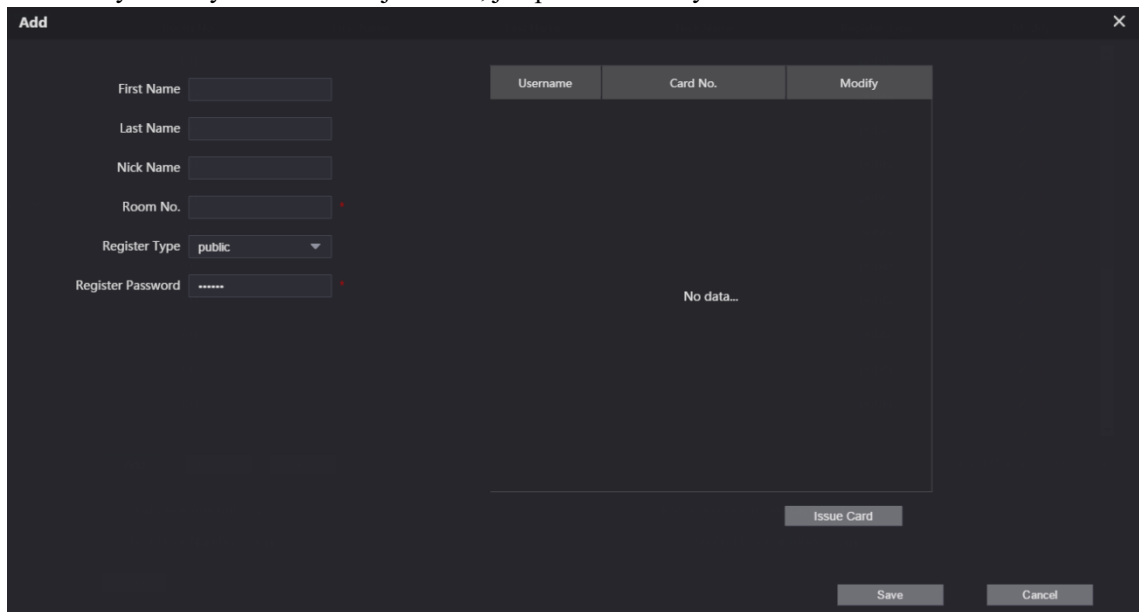 Add
First Name
Last Name
Nick Name
Room No. *
Register Type public
Register Password •••••• *
Username Card No. Modify
No data...
Issue Card
Save Cancel